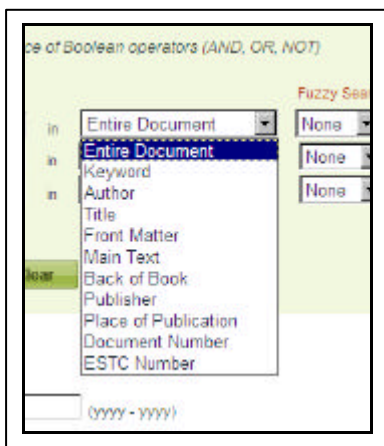 ce of Boolean operators (AND, OR, NOT)
Fuzzy Sea
in Entire Document None
in Entire Document None
in Keyword None
Author
Title
Front Matter
Main Text
lear Back of Book
Publisher
Place of Publication
Document Number
ESTC Number
(yyyy - yyyy)